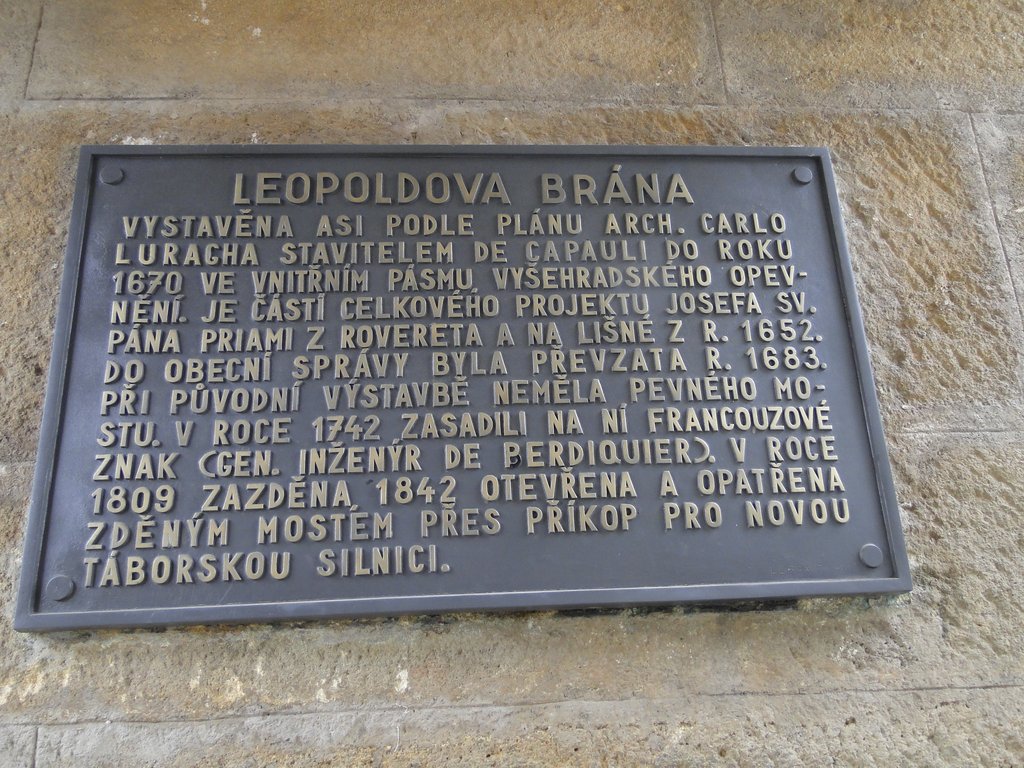 LEOPOLDOVA BRÁNA
VYSTAVĚNA ASI PODLE PLÁNU ARCH. CARLO
LURAGHA STAVITELEM DE CAPAULI DO ROKU
1670 VE VNITŘNÍM PÁSMU VYŠEHRADSKÉHO OPEV-
NĚNÍ. JE ČÁSTÍ CELKOVÉHO PROJEKTU JOSEFA SV.
PÁNA PRIAMI Z ROVERETA A NA LIŠNÉ Z R. 1652.
DO OBECNÍ SPRÁVY BYLA PŘEVZATA R. 1683.
PŘI PŮVODNÍ VÝSTAVBĚ NEMĚLA PEVNÉHO MO-
STU. V ROCE 1742 ZASADILI NA NÍ FRANCOUZOVÉ
ZNAK (GEN. INŽENÝR DE BERDIQUIER). V ROCE
1809 ZAZDĚNA, 1842 OTEVŘENA A OPATŘENA
ZDĚNÝM MOSTEM PŘES PŘÍKOP PRO NOVOU
TÁBORSKOU SILNICI.